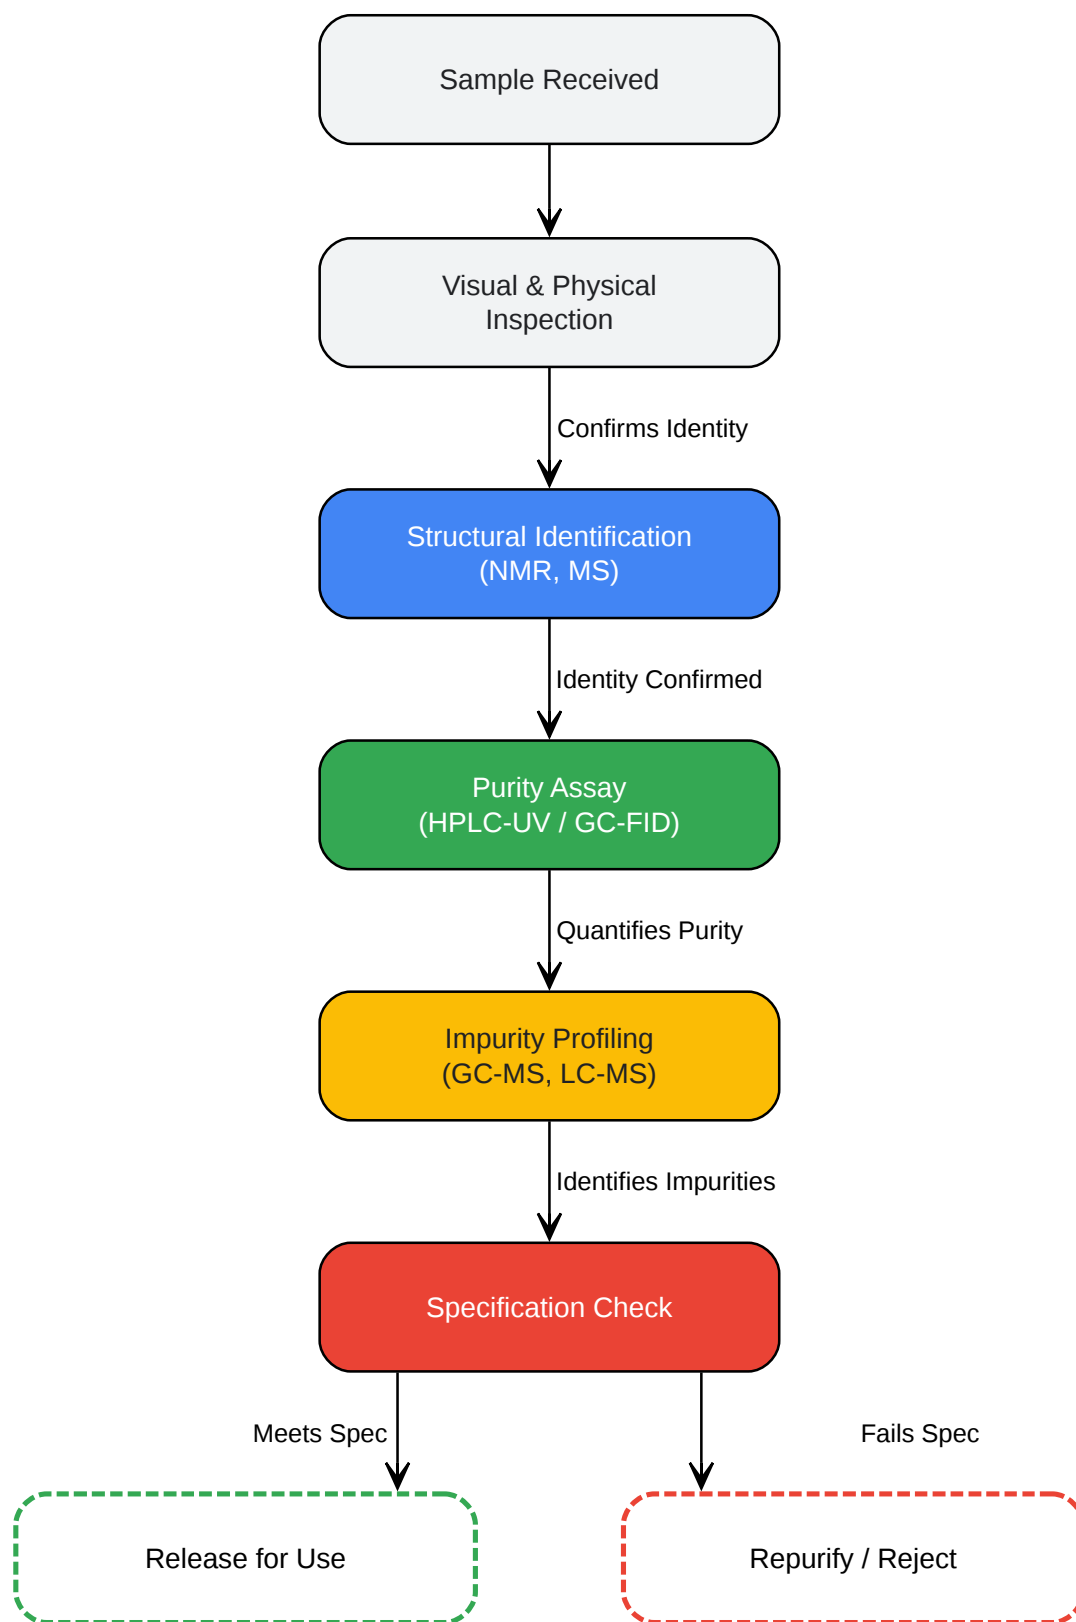 Sample Received
Visual & Physical
Inspection
Confirms Identity
Structural Identification
(NMR, MS)
Identity Confirmed
Purity Assay
(HPLC-UV / GC-FID)
Quantifies Purity
Impurity Profiling
(GC-MS, LC-MS)
Identifies Impurities
Specification Check
Meets Spec
Fails Spec
Release for Use
Repurify / Reject